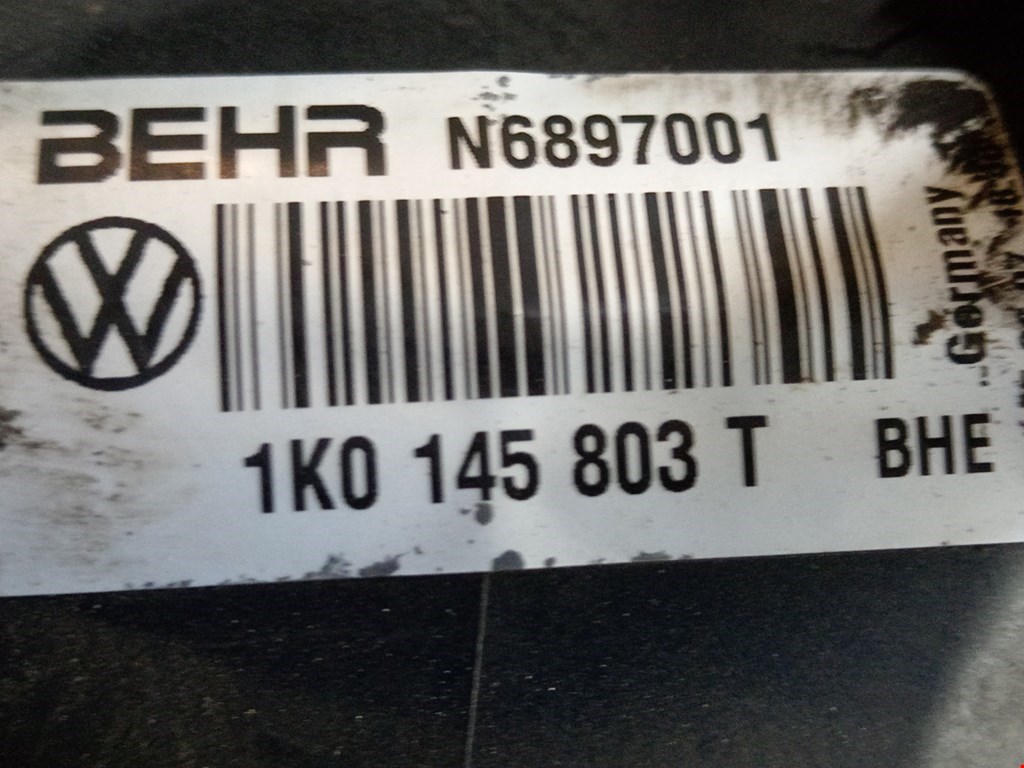 BEHR N6897001
1K0 145 803 T BHE
Germany